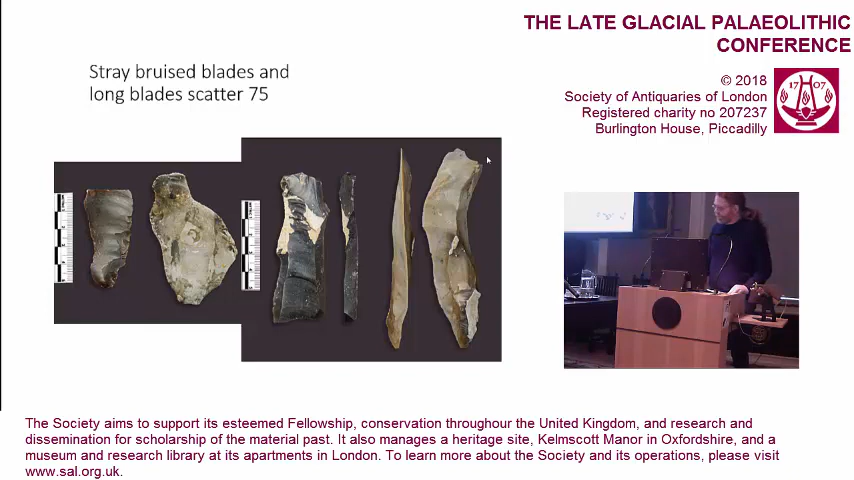 THE LATE GLACIAL PALAEOLITHIC
CONFERENCE
Stray bruised blades and
long blades scatter 75
© 2018
Society of Antiquaries of London
Registered charity no 207237
Burlington House, Piccadilly
17 07
The Society aims to support its esteemed Fellowship, conservation throughour the United Kingdom, and research and
dissemination for scholarship of the material past. It also manages a heritage site, Kelmscott Manor in Oxfordshire, and a
museum and research library at its apartments in London. To learn more about the Society and its operations, please visit
www.sal.org.uk.